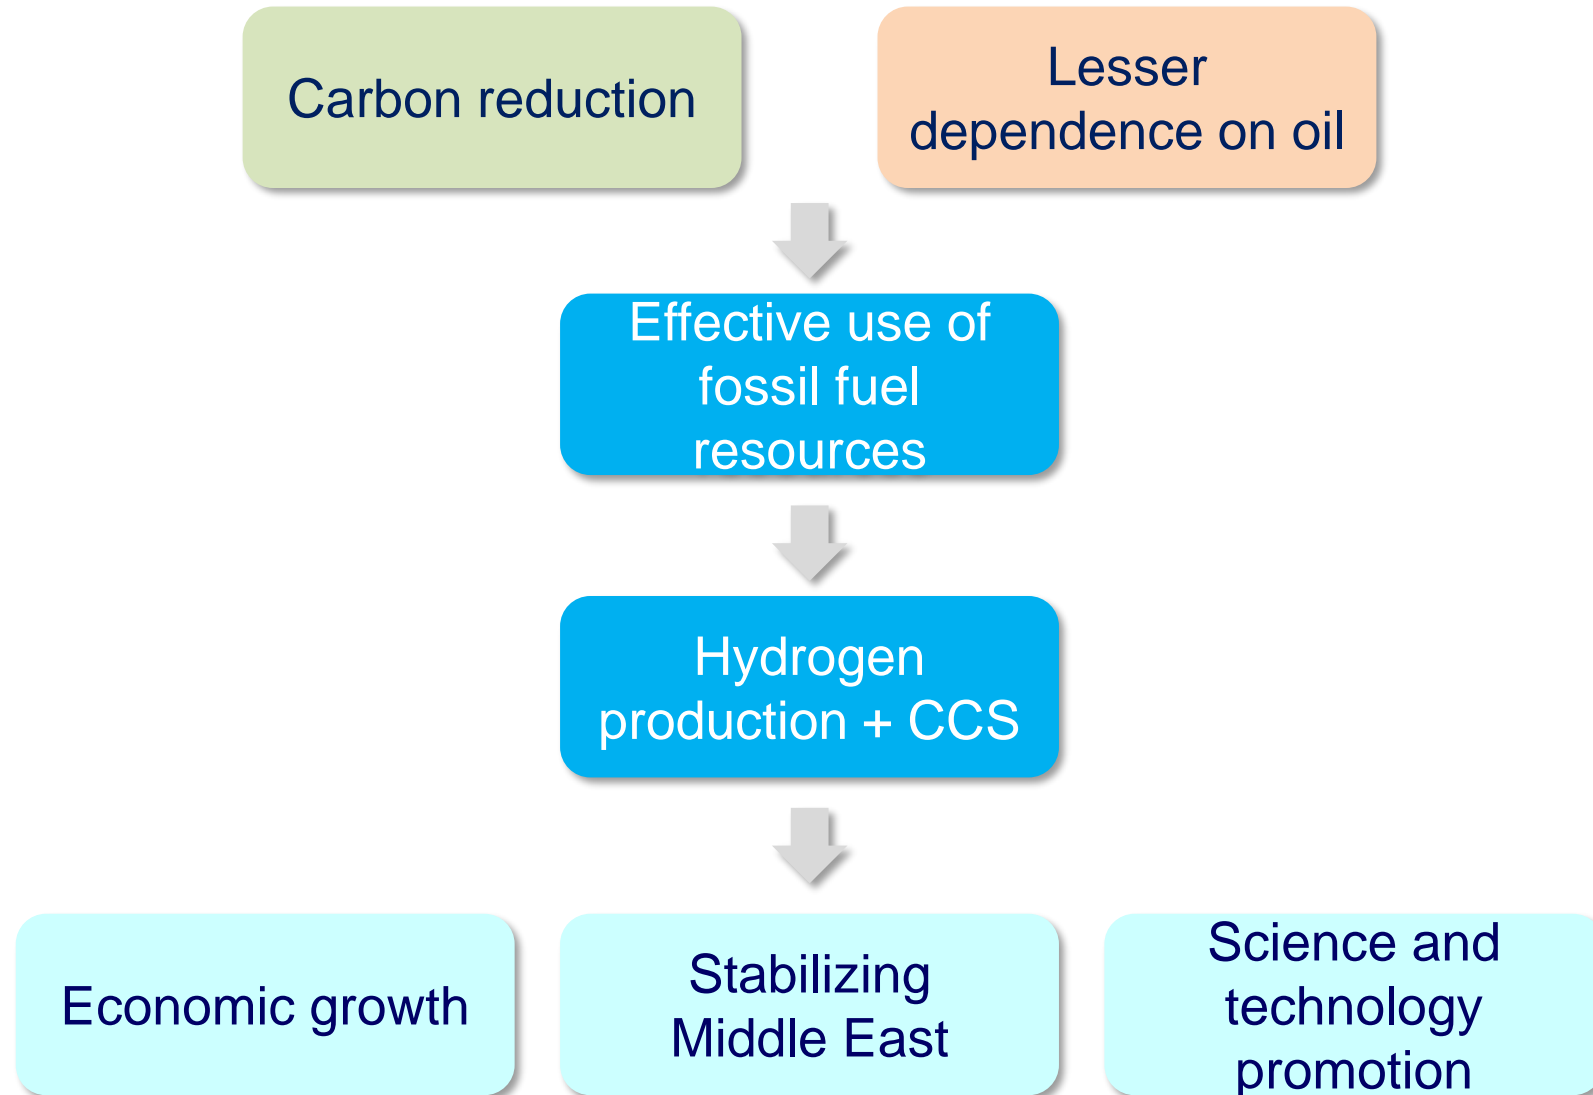 Carbon reduction
Lesser
dependence on oil
Effective use of
fossil fuel
resources
Hydrogen
production + CCS
Economic growth
Stabilizing
Middle East
Science and
technology
promotion